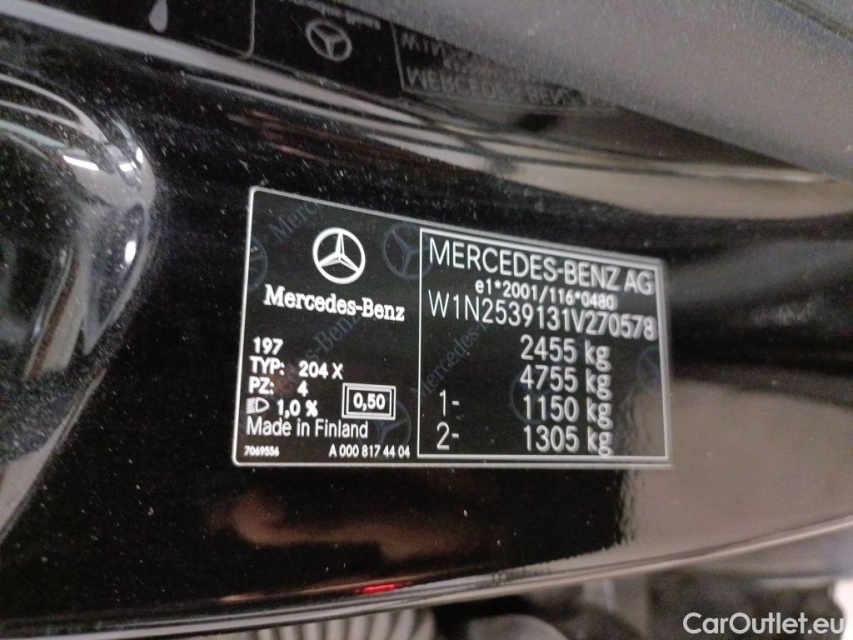 Mercedes-Benz
197
TYP: 204 X
PZ: 4
1,0 %
0,50
Made in Finland
7069556
A 000 817 44 04
MERCEDES-BENZ AG
e1*2001/116*0480
W1N2539131V270578
2455 kg
4755 kg
1- 1150 kg
2- 1305 kg
CarOutlet.eu